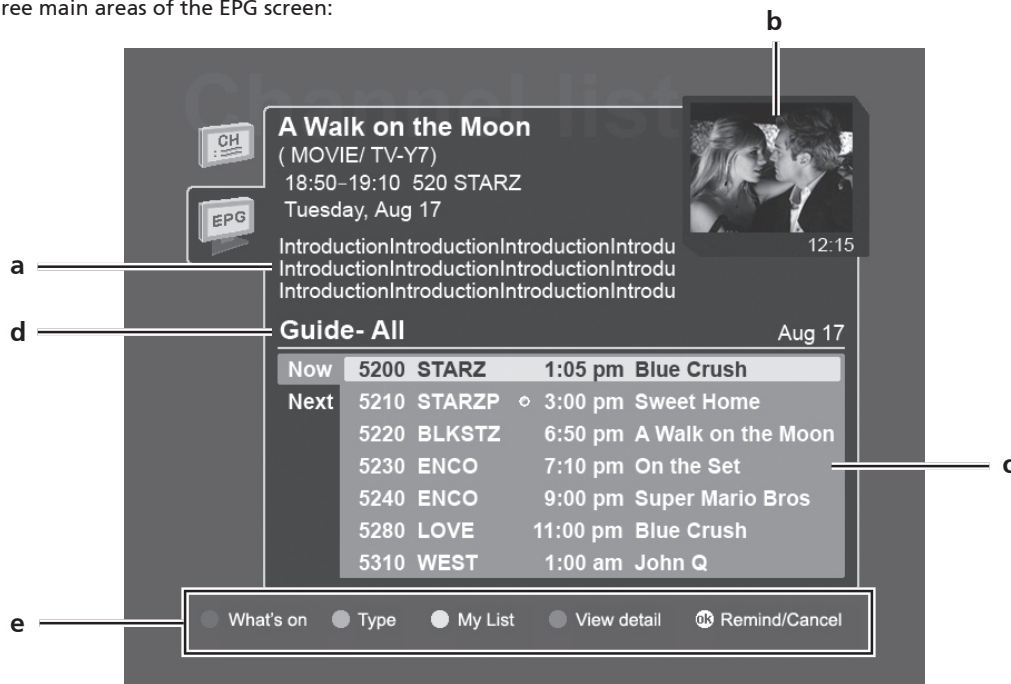 ree main areas of the EPG screen:
b
Channel list
CH
A Walk on the Moon
( MOVIE/ TV-Y7)
18:50-19:10 520 STARZ
Tuesday, Aug 17
EPG
12:15
IntroductionIntroductionIntroductionIntrodu
a
IntroductionIntroductionIntroductionIntrodu
IntroductionIntroductionIntroductionIntrodu
d
Guide- All Aug 17
Now 5200 STARZ 1:05 pm Blue Crush
Next 5210 STARZP 3:00 pm Sweet Home
5220 BLKSTZ 6:50 pm A Walk on the Moon
5230 ENCO 7:10 pm On the Set
5240 ENCO 9:00 pm Super Mario Bros
5280 LOVE 11:00 pm Blue Crush
5310 WEST 1:00 am John Q
e
What's on Type My List View detail ok Remind/Cancel